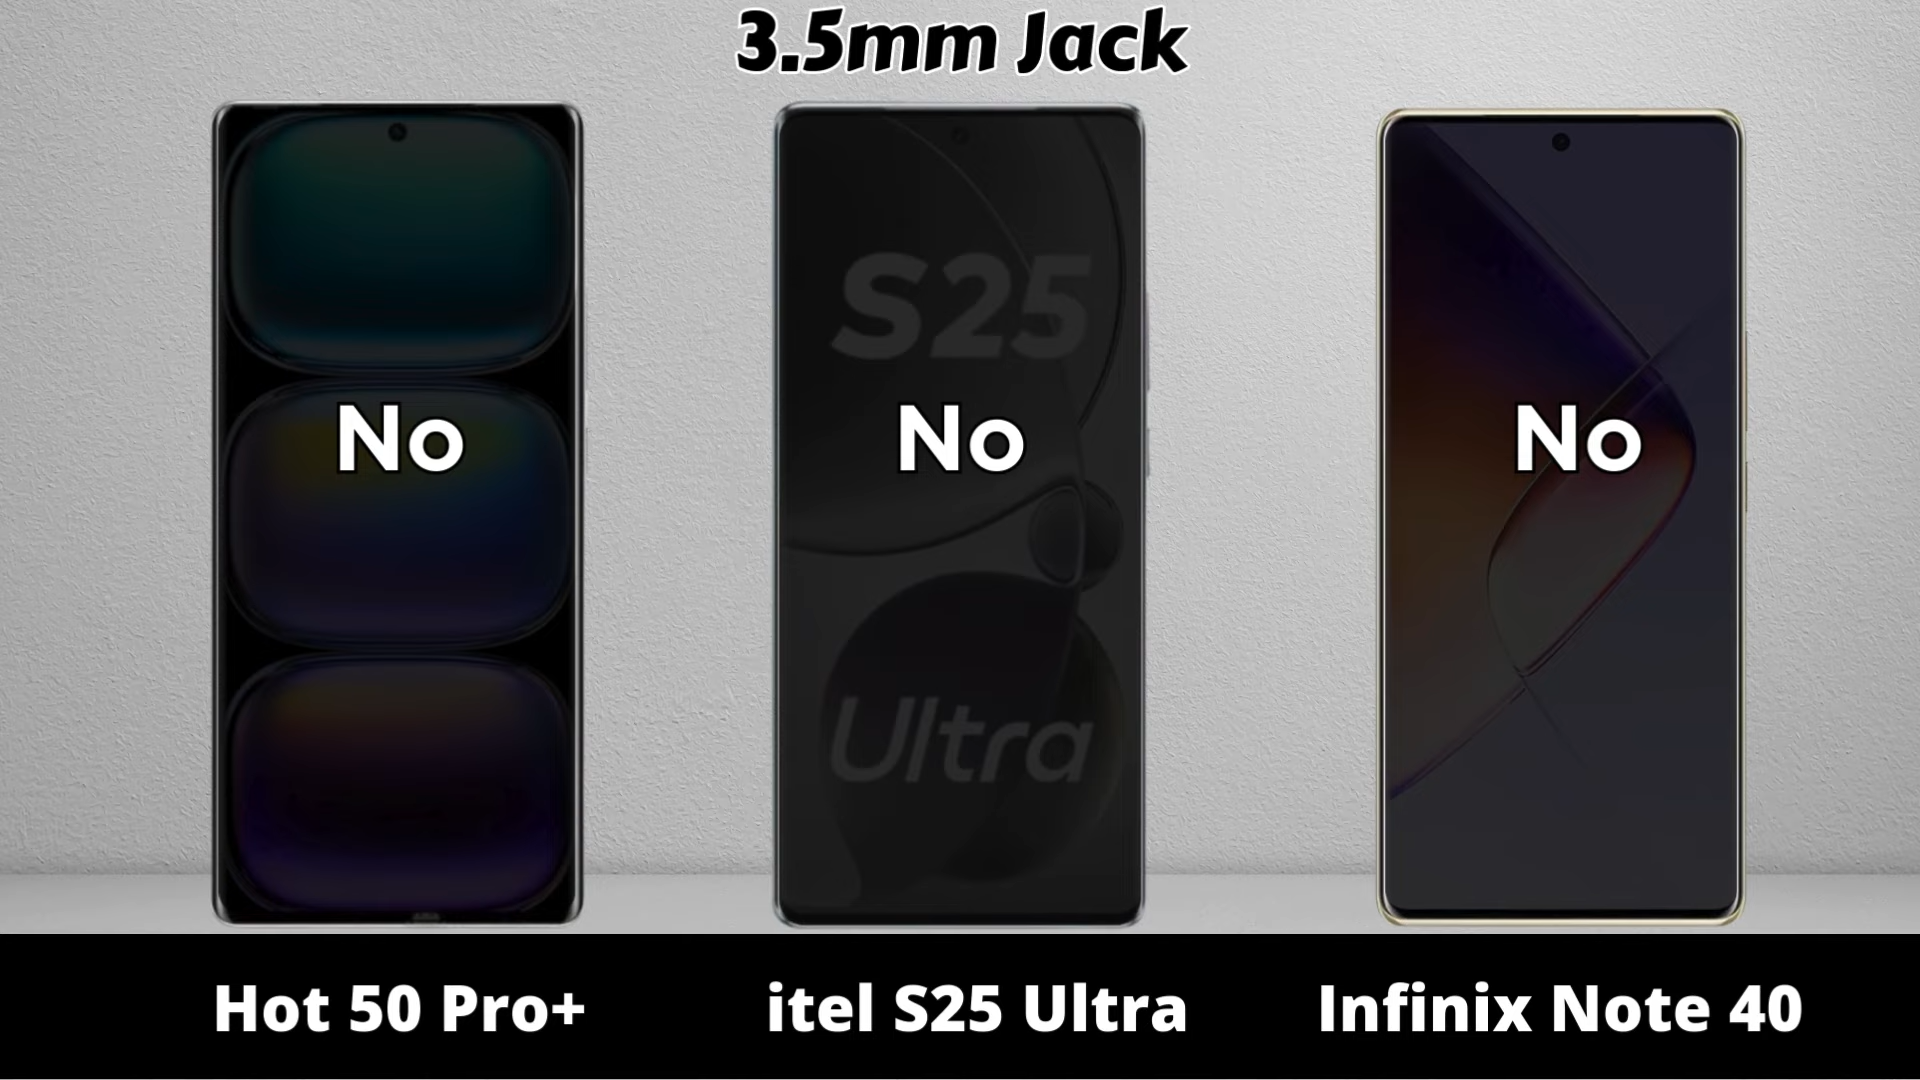 3.5mm Jack
S25
No
No
No
Ultra
Hot 50 Pro+
itel S25 Ultra
Infinix Note 40